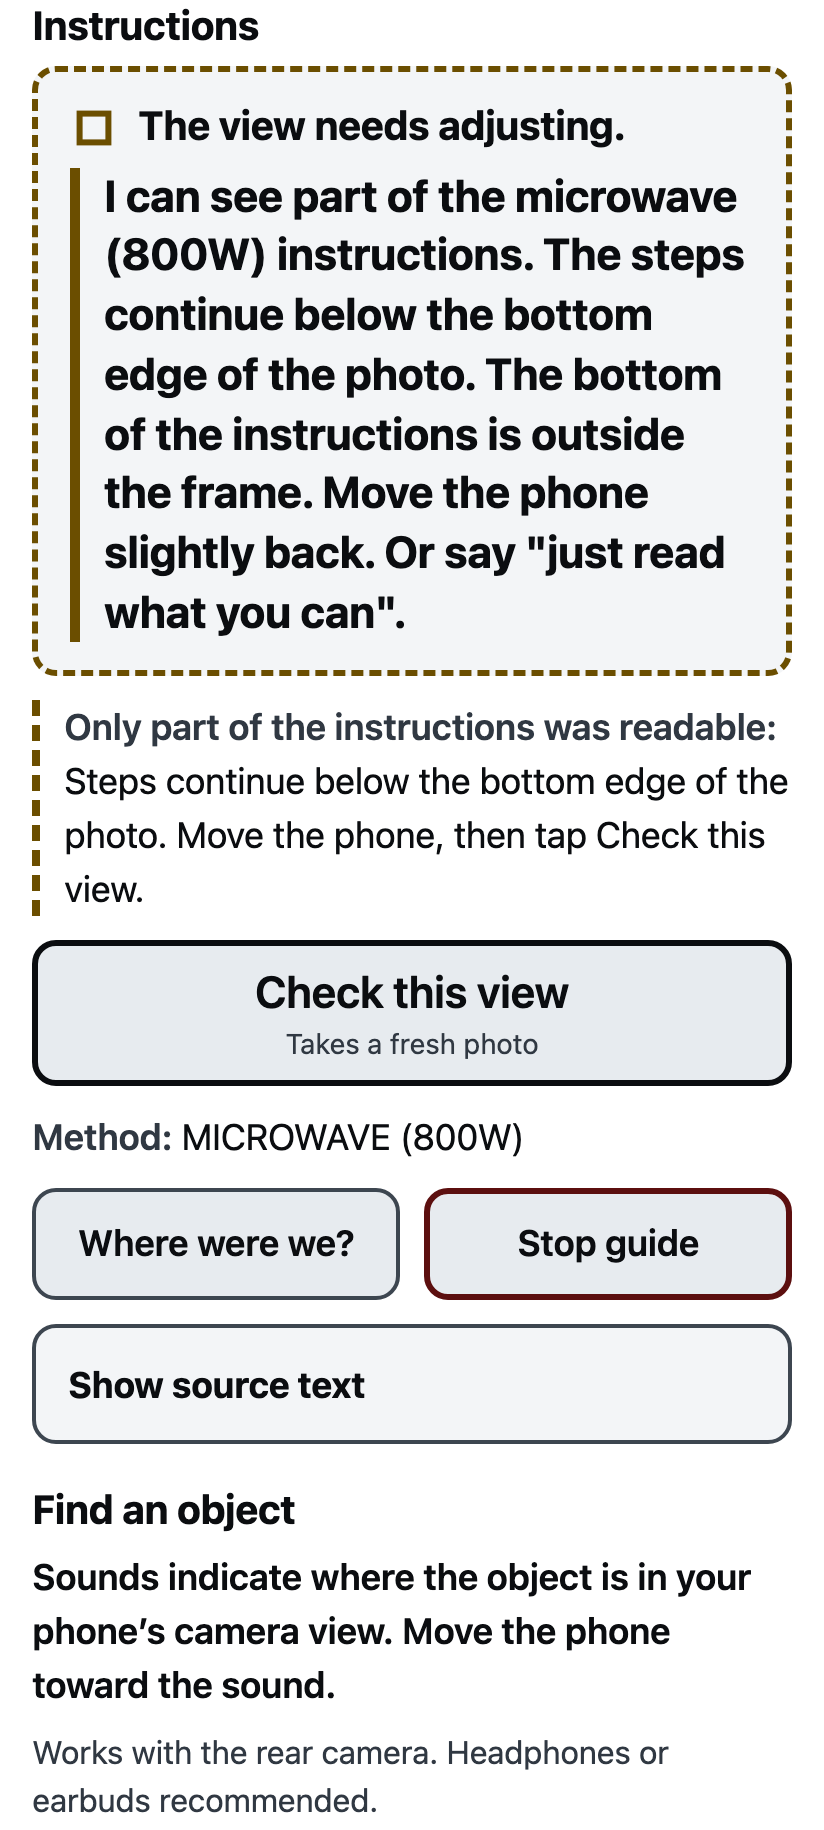 Instructions
The view needs adjusting.
I can see part of the microwave
(800W) instructions. The steps
continue below the bottom
edge of the photo. The bottom
of the instructions is outside
the frame. Move the phone
slightly back. Or say "just read
what you can".
Only part of the instructions was readable:
Steps continue below the bottom edge of the
photo. Move the phone, then tap Check this
view.
Check this view
Takes a fresh photo
Method: MICROWAVE (800W)
Where were we?
Stop guide
Show source text
Find an object
Sounds indicate where the object is in your
phone’s camera view. Move the phone
toward the sound.
Works with the rear camera. Headphones or
earbuds recommended.